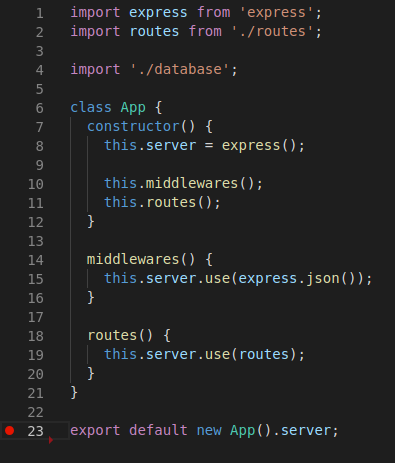 1 import express from 'express';
2 import routes from './routes';
3
4 import './database';
5
6 class App {
7   constructor() {
8     this.server = express();
9
10     this.middlewares();
11     this.routes();
12   }
13
14   middlewares() {
15     this.server.use(express.json());
16   }
17
18   routes() {
19     this.server.use(routes);
20   }
21 }
22
23 export default new App().server;